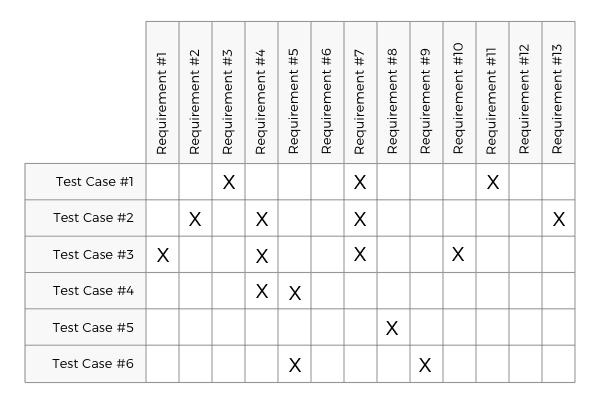 Requirement #1
Requirement #2
Requirement #3
Requirement #4
Requirement #5
Requirement #6
Requirement #7
Requirement #8
Requirement #9
Requirement #10
Requirement #11
Requirement #12
Requirement #13
Test Case #1 X X X
Test Case #2 X X X X
Test Case #3 X X X X
Test Case #4 X X
Test Case #5 X
Test Case #6 X X